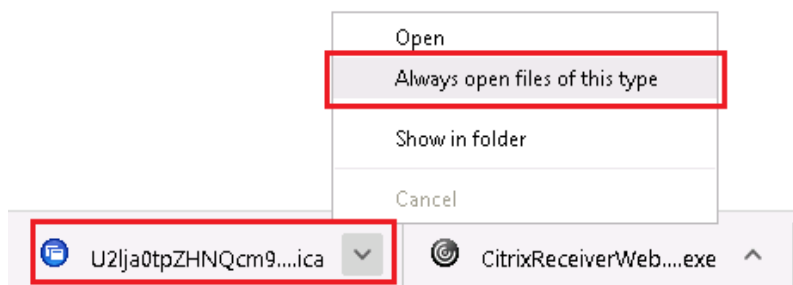 Open
Always open files of this type
Show in folder
Cancel
U2lja0tpZHNQcm9....ica
CitrixReceiverWeb....exe